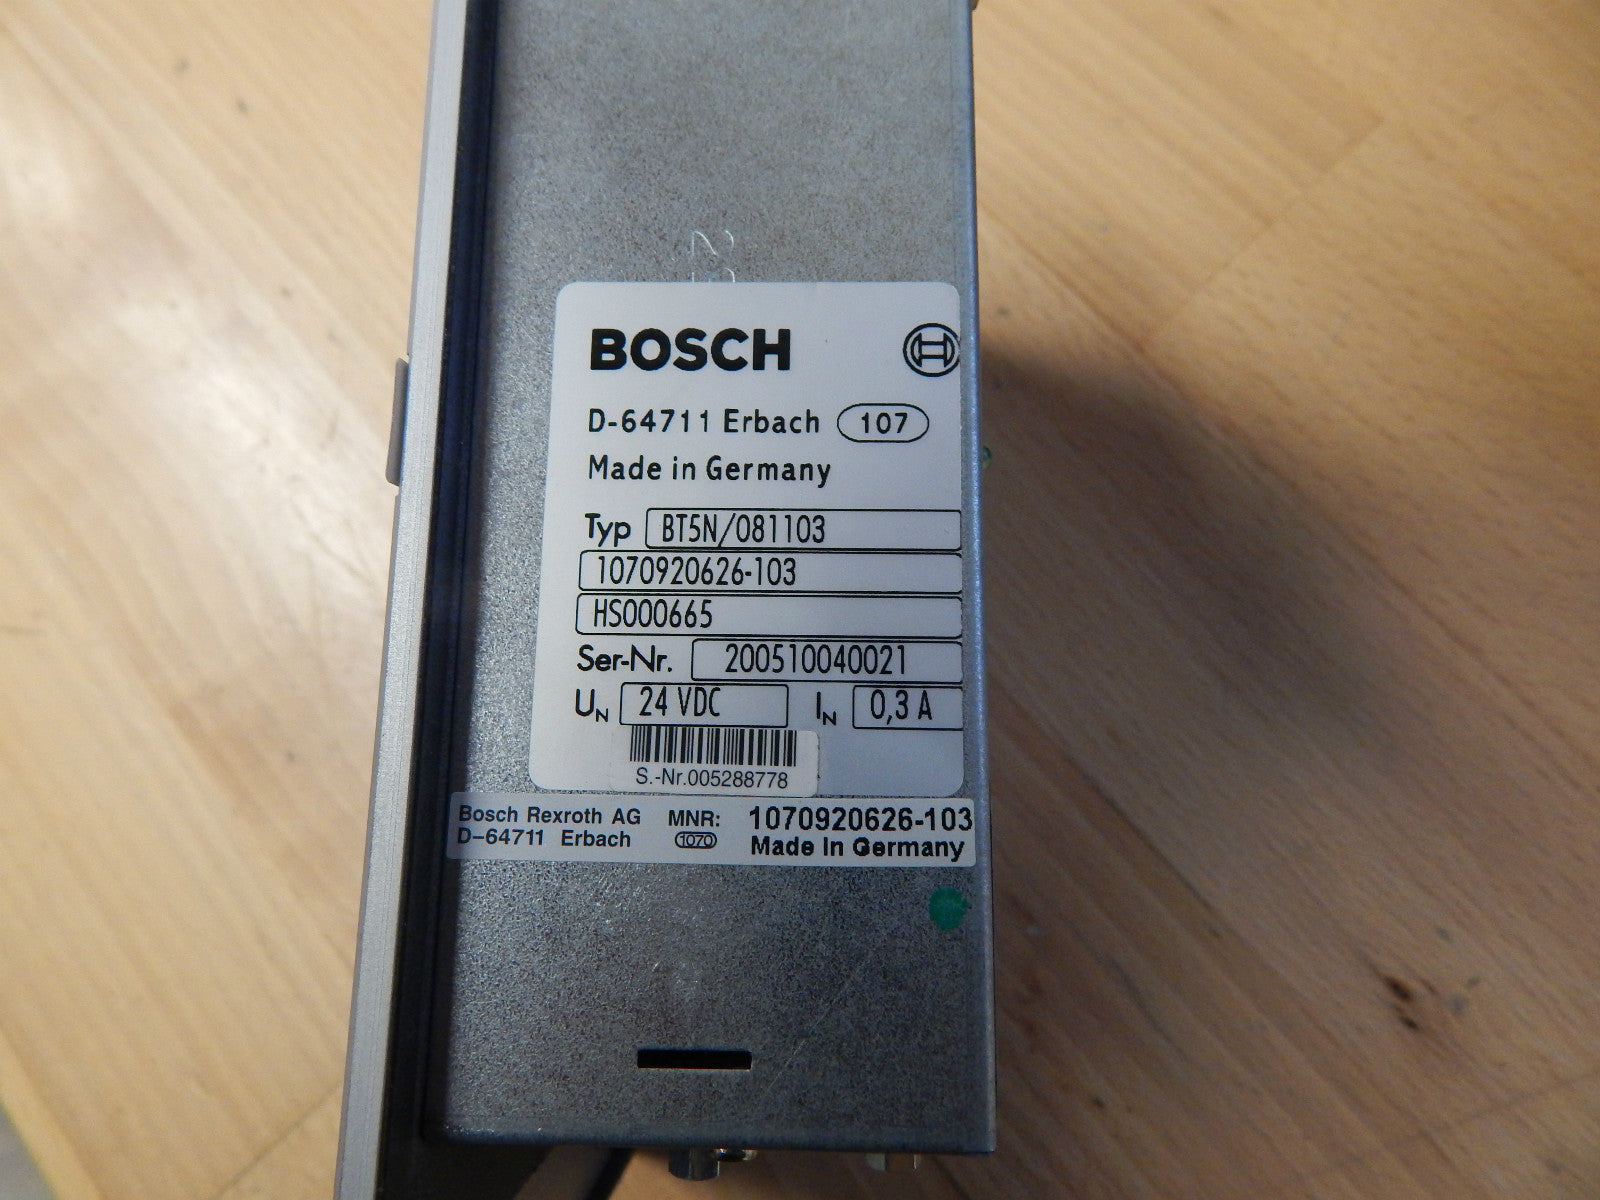 BOSCH
D-64711 Erbach 107
Made in Germany
Typ BT5N/081103
1070920626-103
HS000665
Ser-Nr. 200510040021
UN 24 VDC IN 0,3 A
S.-Nr.005288778
Bosch Rexroth AG MNR: 1070920626-103
D-64711 Erbach 1070 Made In Germany